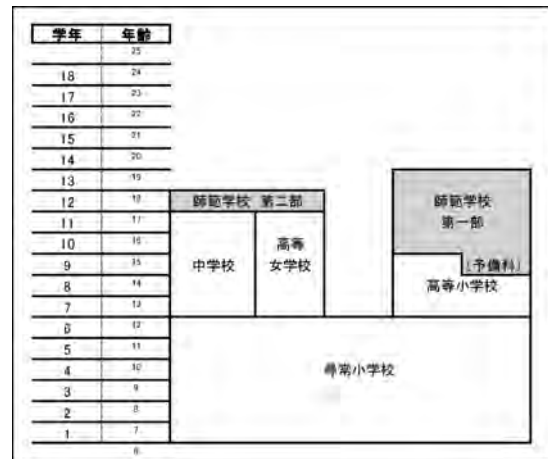 学年 年齢
25
18 24
17 23
16 22
15 21
14 20
13 19
12 18
11 17
10 16
9 15
8 14
7 13
6 12
5 11
4 10
3 9
2 8
1 7
6
師範学校 第二部
師範学校
第一部
(予備科)
中学校
高等
女学校
高等小学校
尋常小学校